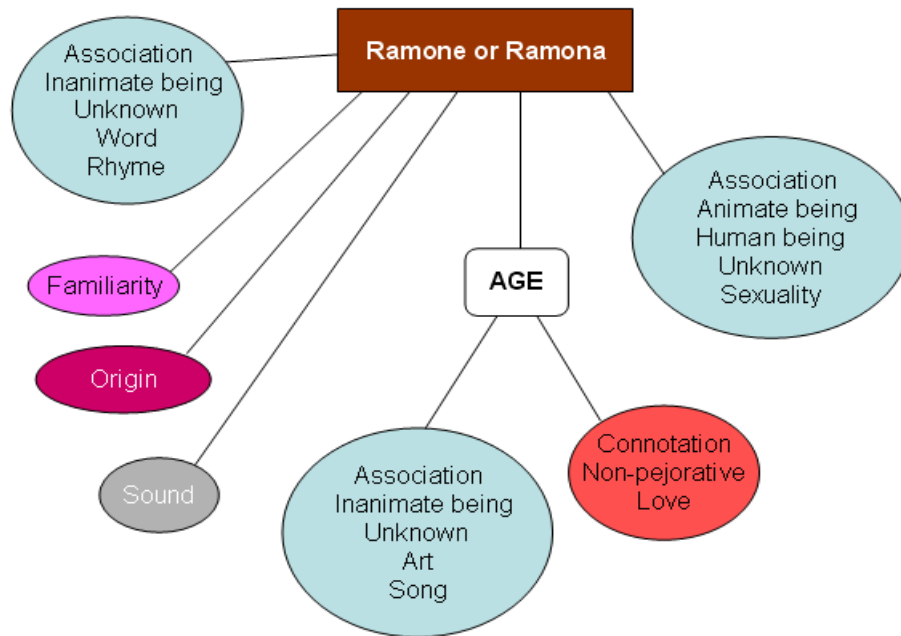 Ramone or Ramona
Association
Inanimate being
Unknown
Word
Rhyme
Association
Animate being
Human being
Unknown
Sexuality
Familiarity
AGE
Origin
Sound
Association
Inanimate being
Unknown
Art
Song
Connotation
Non-pejorative
Love